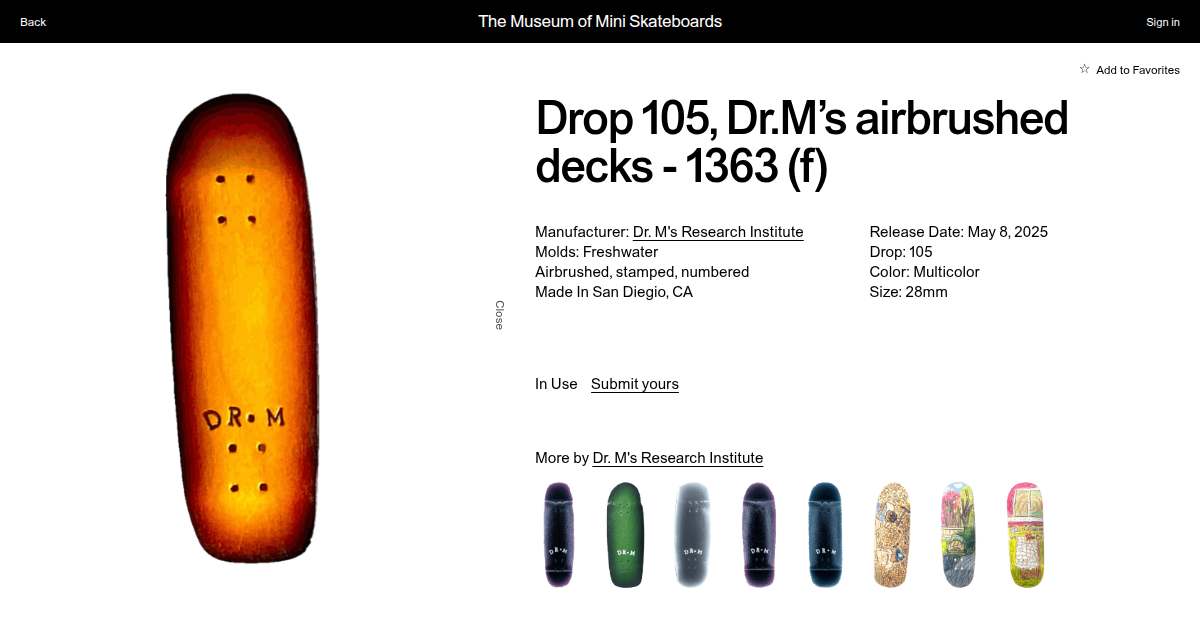 Back
The Museum of Mini Skateboards
Sign in
☆ Add to Favorites
Drop 105, Dr.M’s airbrushed
decks - 1363 (f)
Manufacturer: Dr. M's Research Institute
Molds: Freshwater
Airbrushed, stamped, numbered
Made In San Diegio, CA
Release Date: May 8, 2025
Drop: 105
Color: Multicolor
Size: 28mm
DR•M
Close
In Use Submit yours
More by Dr. M's Research Institute
DR•M
DR•M
DR•M
DR•M
DR•M